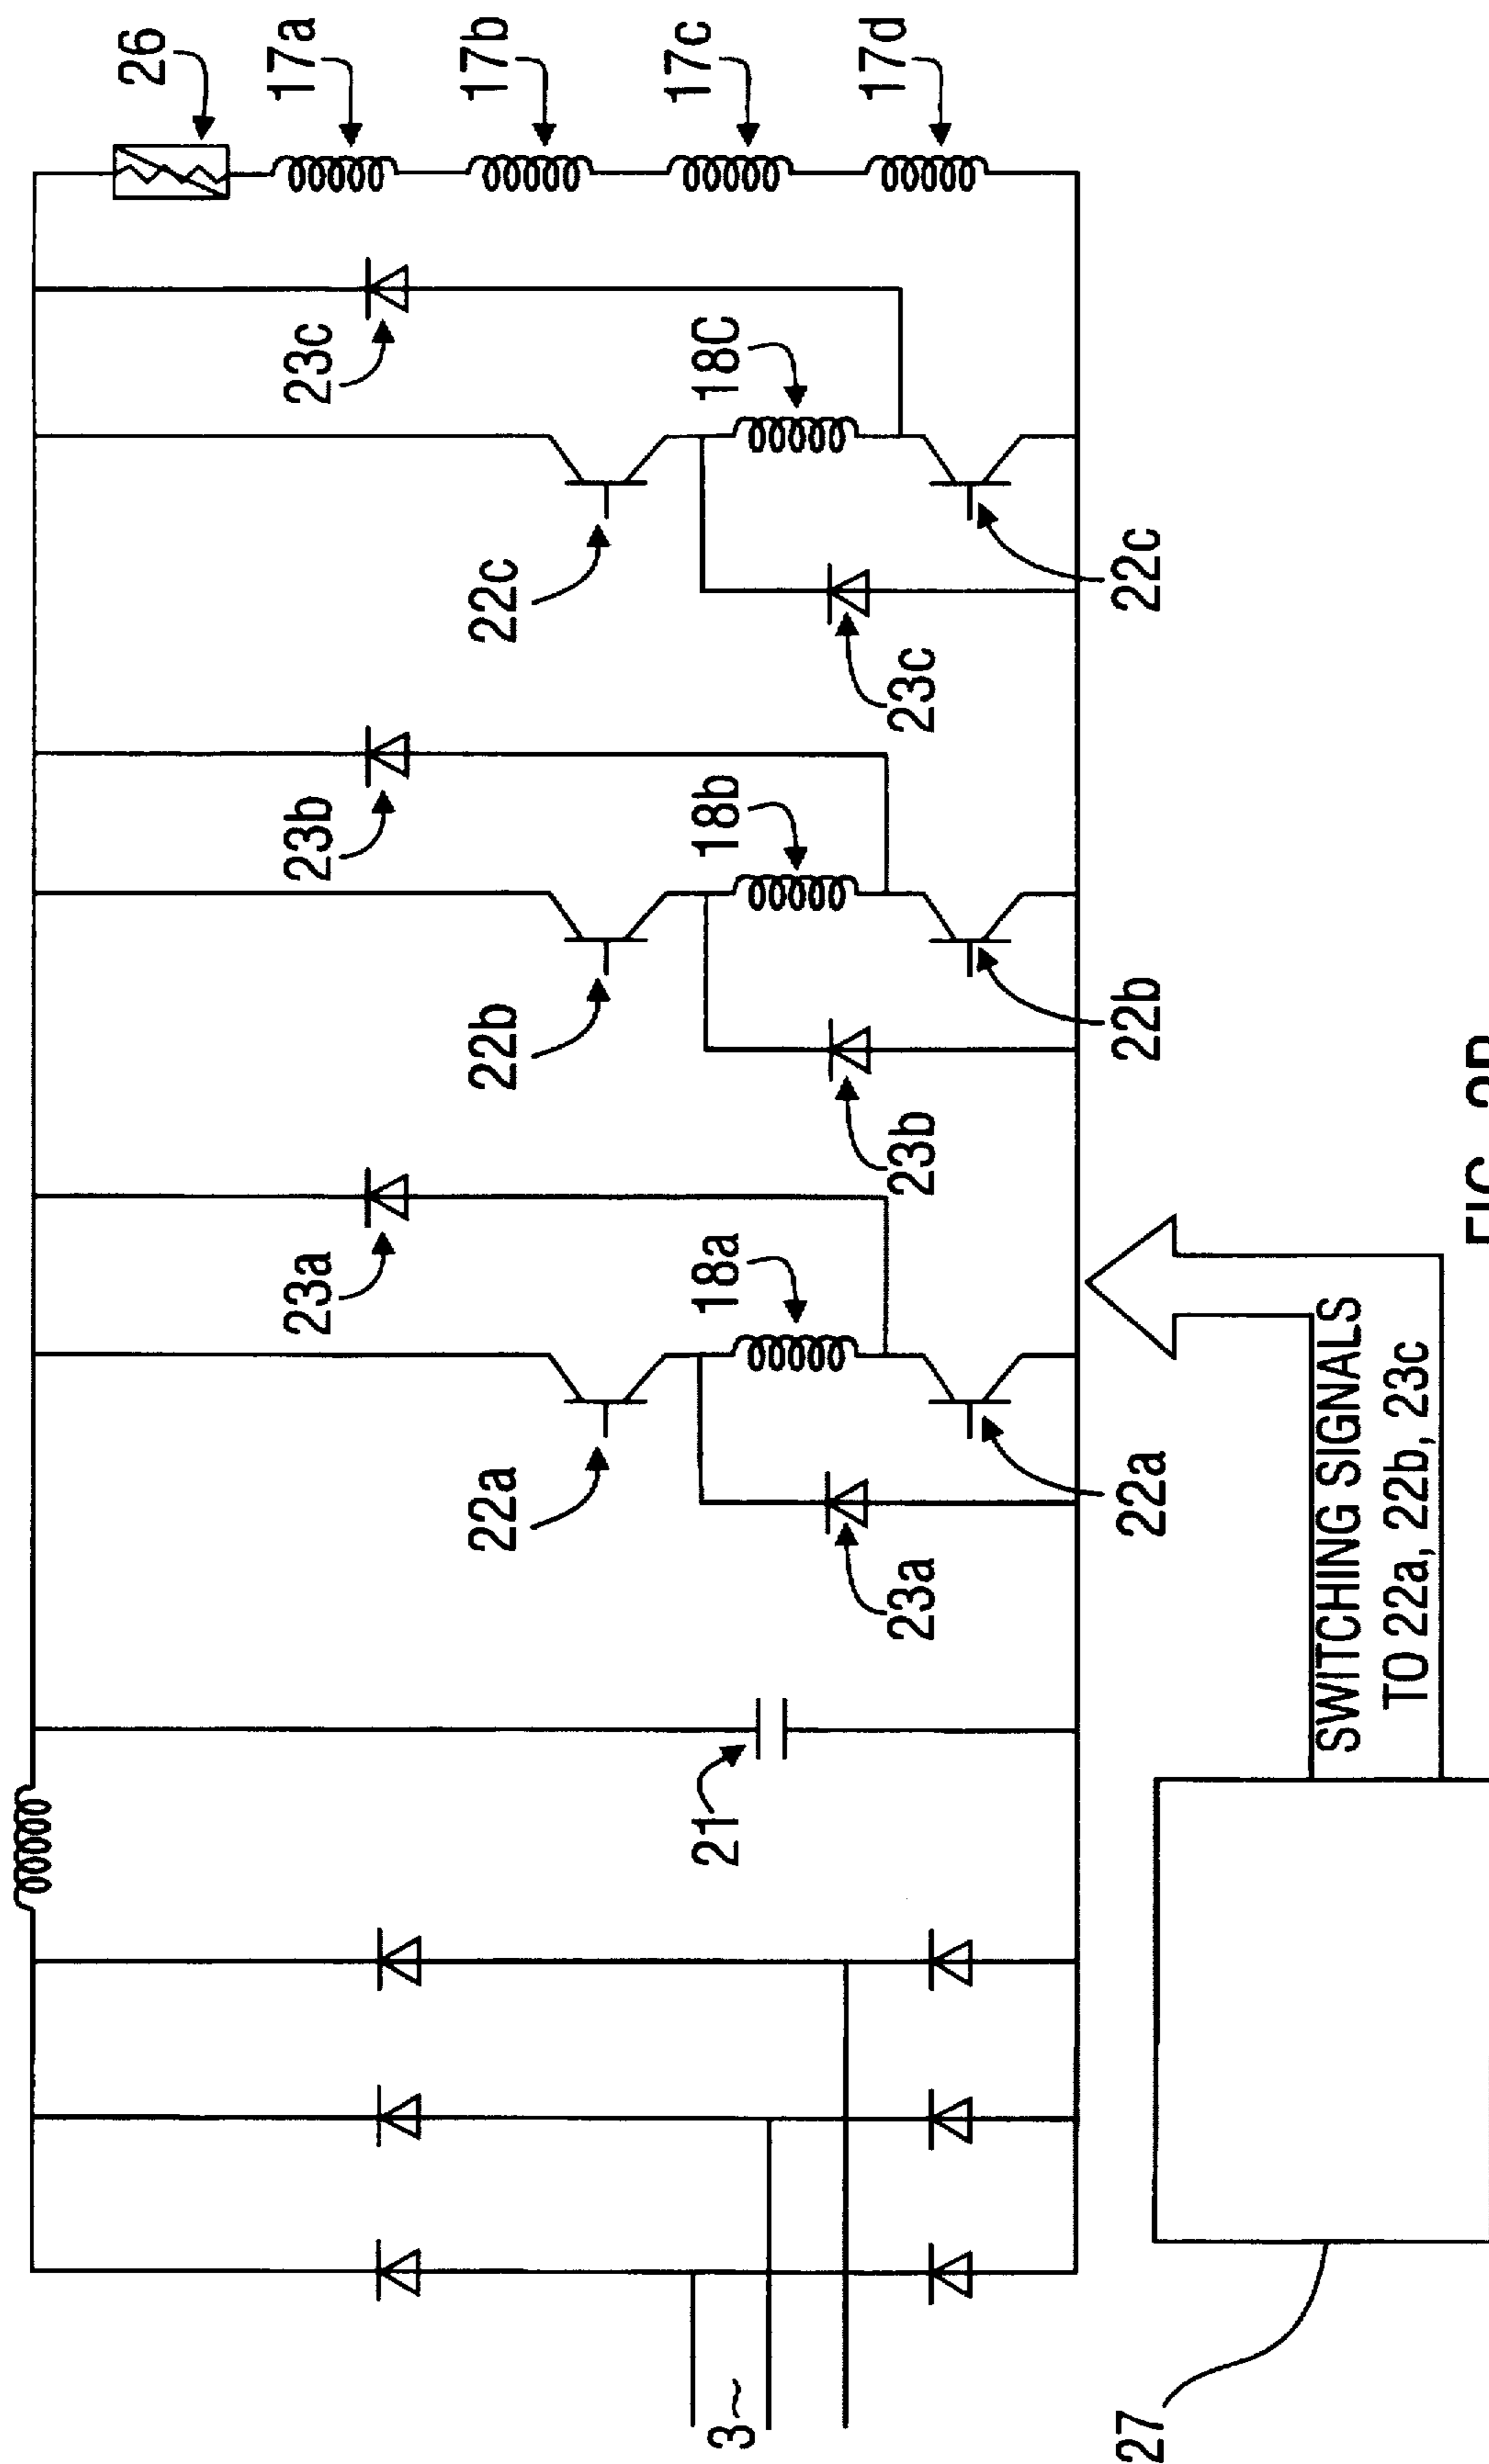 26
17a
17b
17c
17d
23c
18C
22c
23c
22c
23b
18b
22b
23b
22b
23a
18a
22a
23a
22a
21
3~
27
SWITCHING SIGNALS
TO 22a, 22b, 23c
FIG.